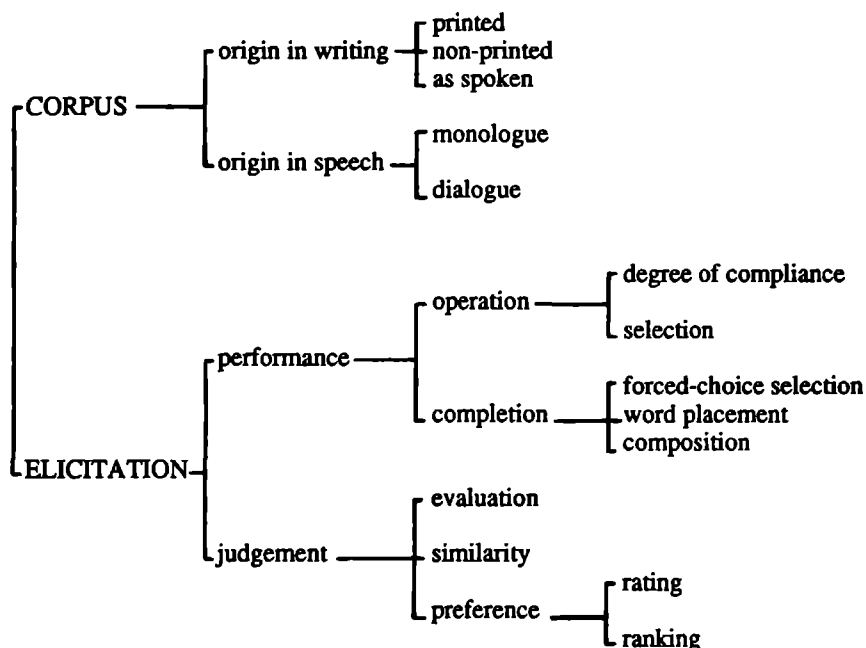 printed
origin in writing
non-printed
as spoken
CORPUS
monologue
origin in speech
dialogue
degree of compliance
operation
selection
performance
forced-choice selection
completion
word placement
composition
ELICITATION
evaluation
judgement
similarity
rating
preference
ranking